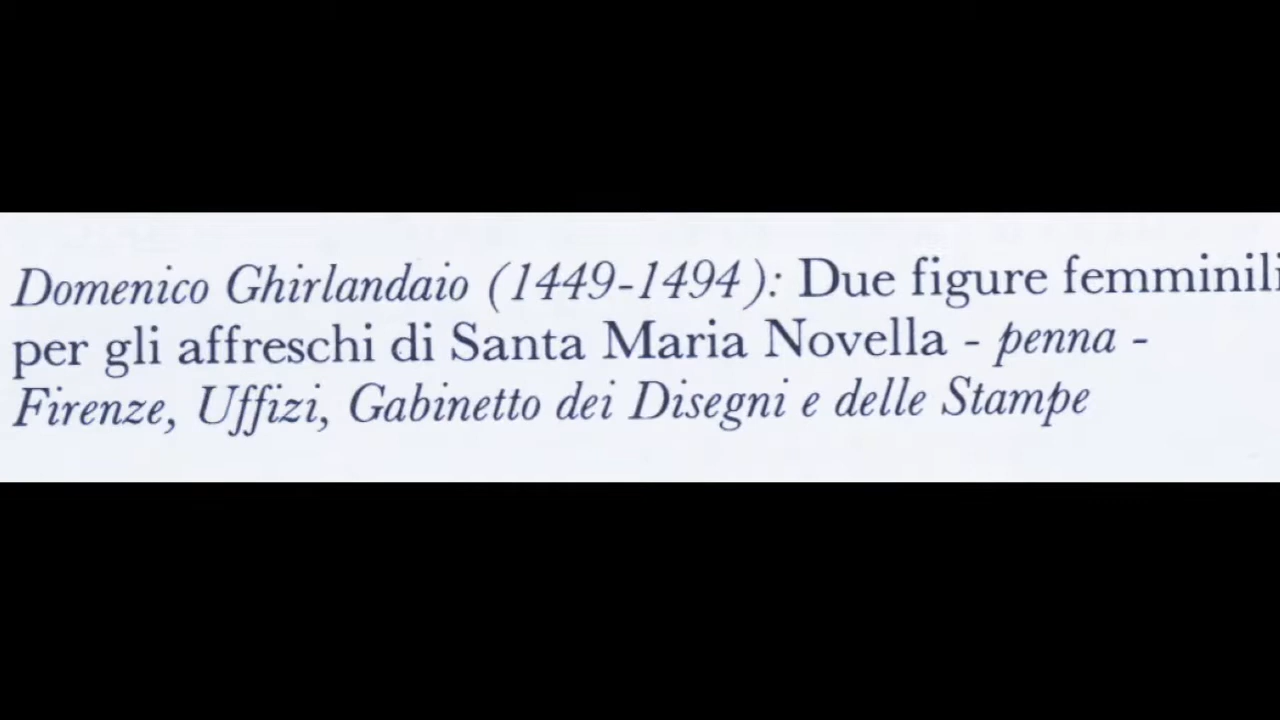 Domenico Ghirlandaio (1449-1494): Due figure femminili
per gli affreschi di Santa Maria Novella - penna -
Firenze, Uffizi, Gabinetto dei Disegni e delle Stampe